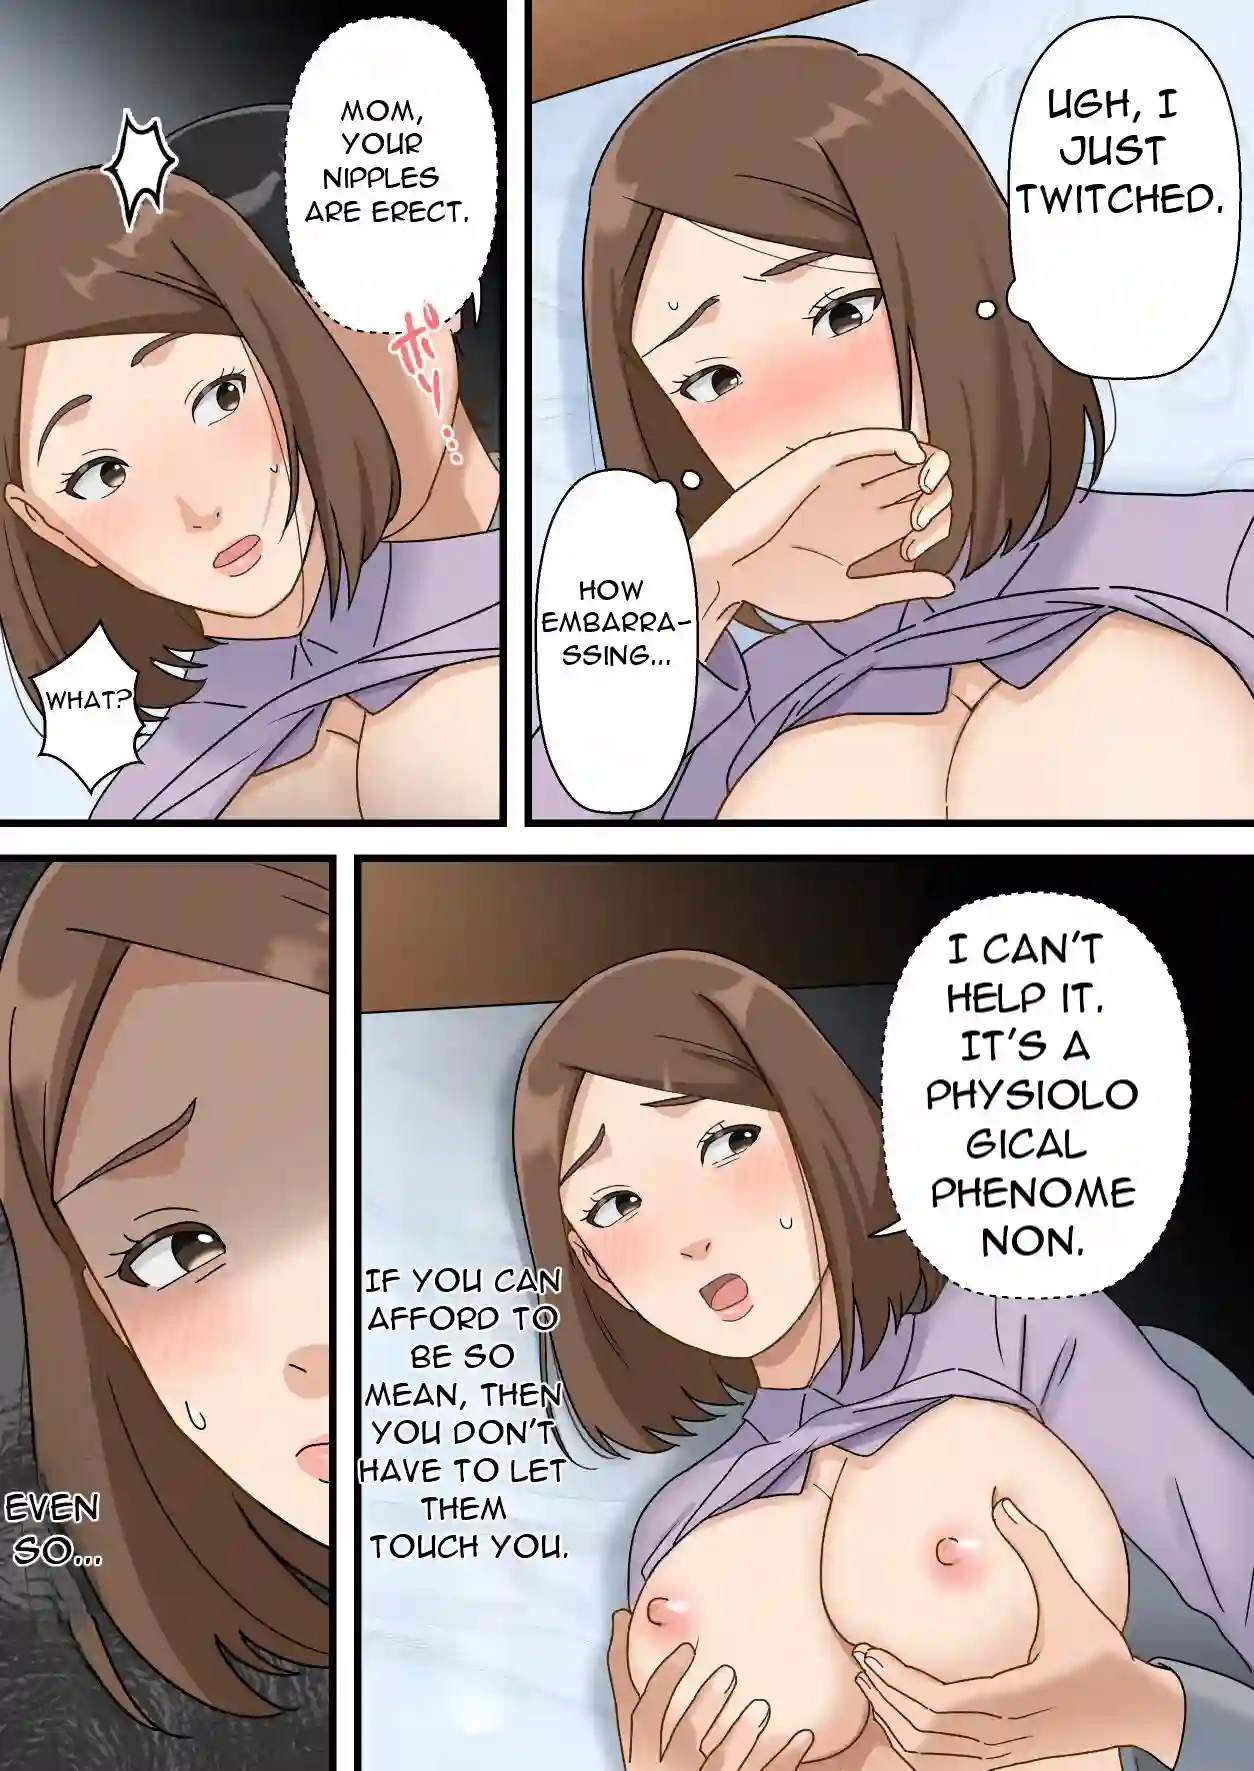 UGH, I
JUST
TWITCHED.
HOW
EMBARRA-
SSING...
MOM,
YOUR
NIPPLES
ARE ERECT.
WHAT?
I CAN'T
HELP IT.
IT'S A
PHYSIOLO
GICAL
PHENOME
NON.
IF YOU CAN
AFFORD TO
BE SO
MEAN, THEN
YOU DON'T
HAVE TO LET
THEM
TOUCH YOU.
EVEN
SO...